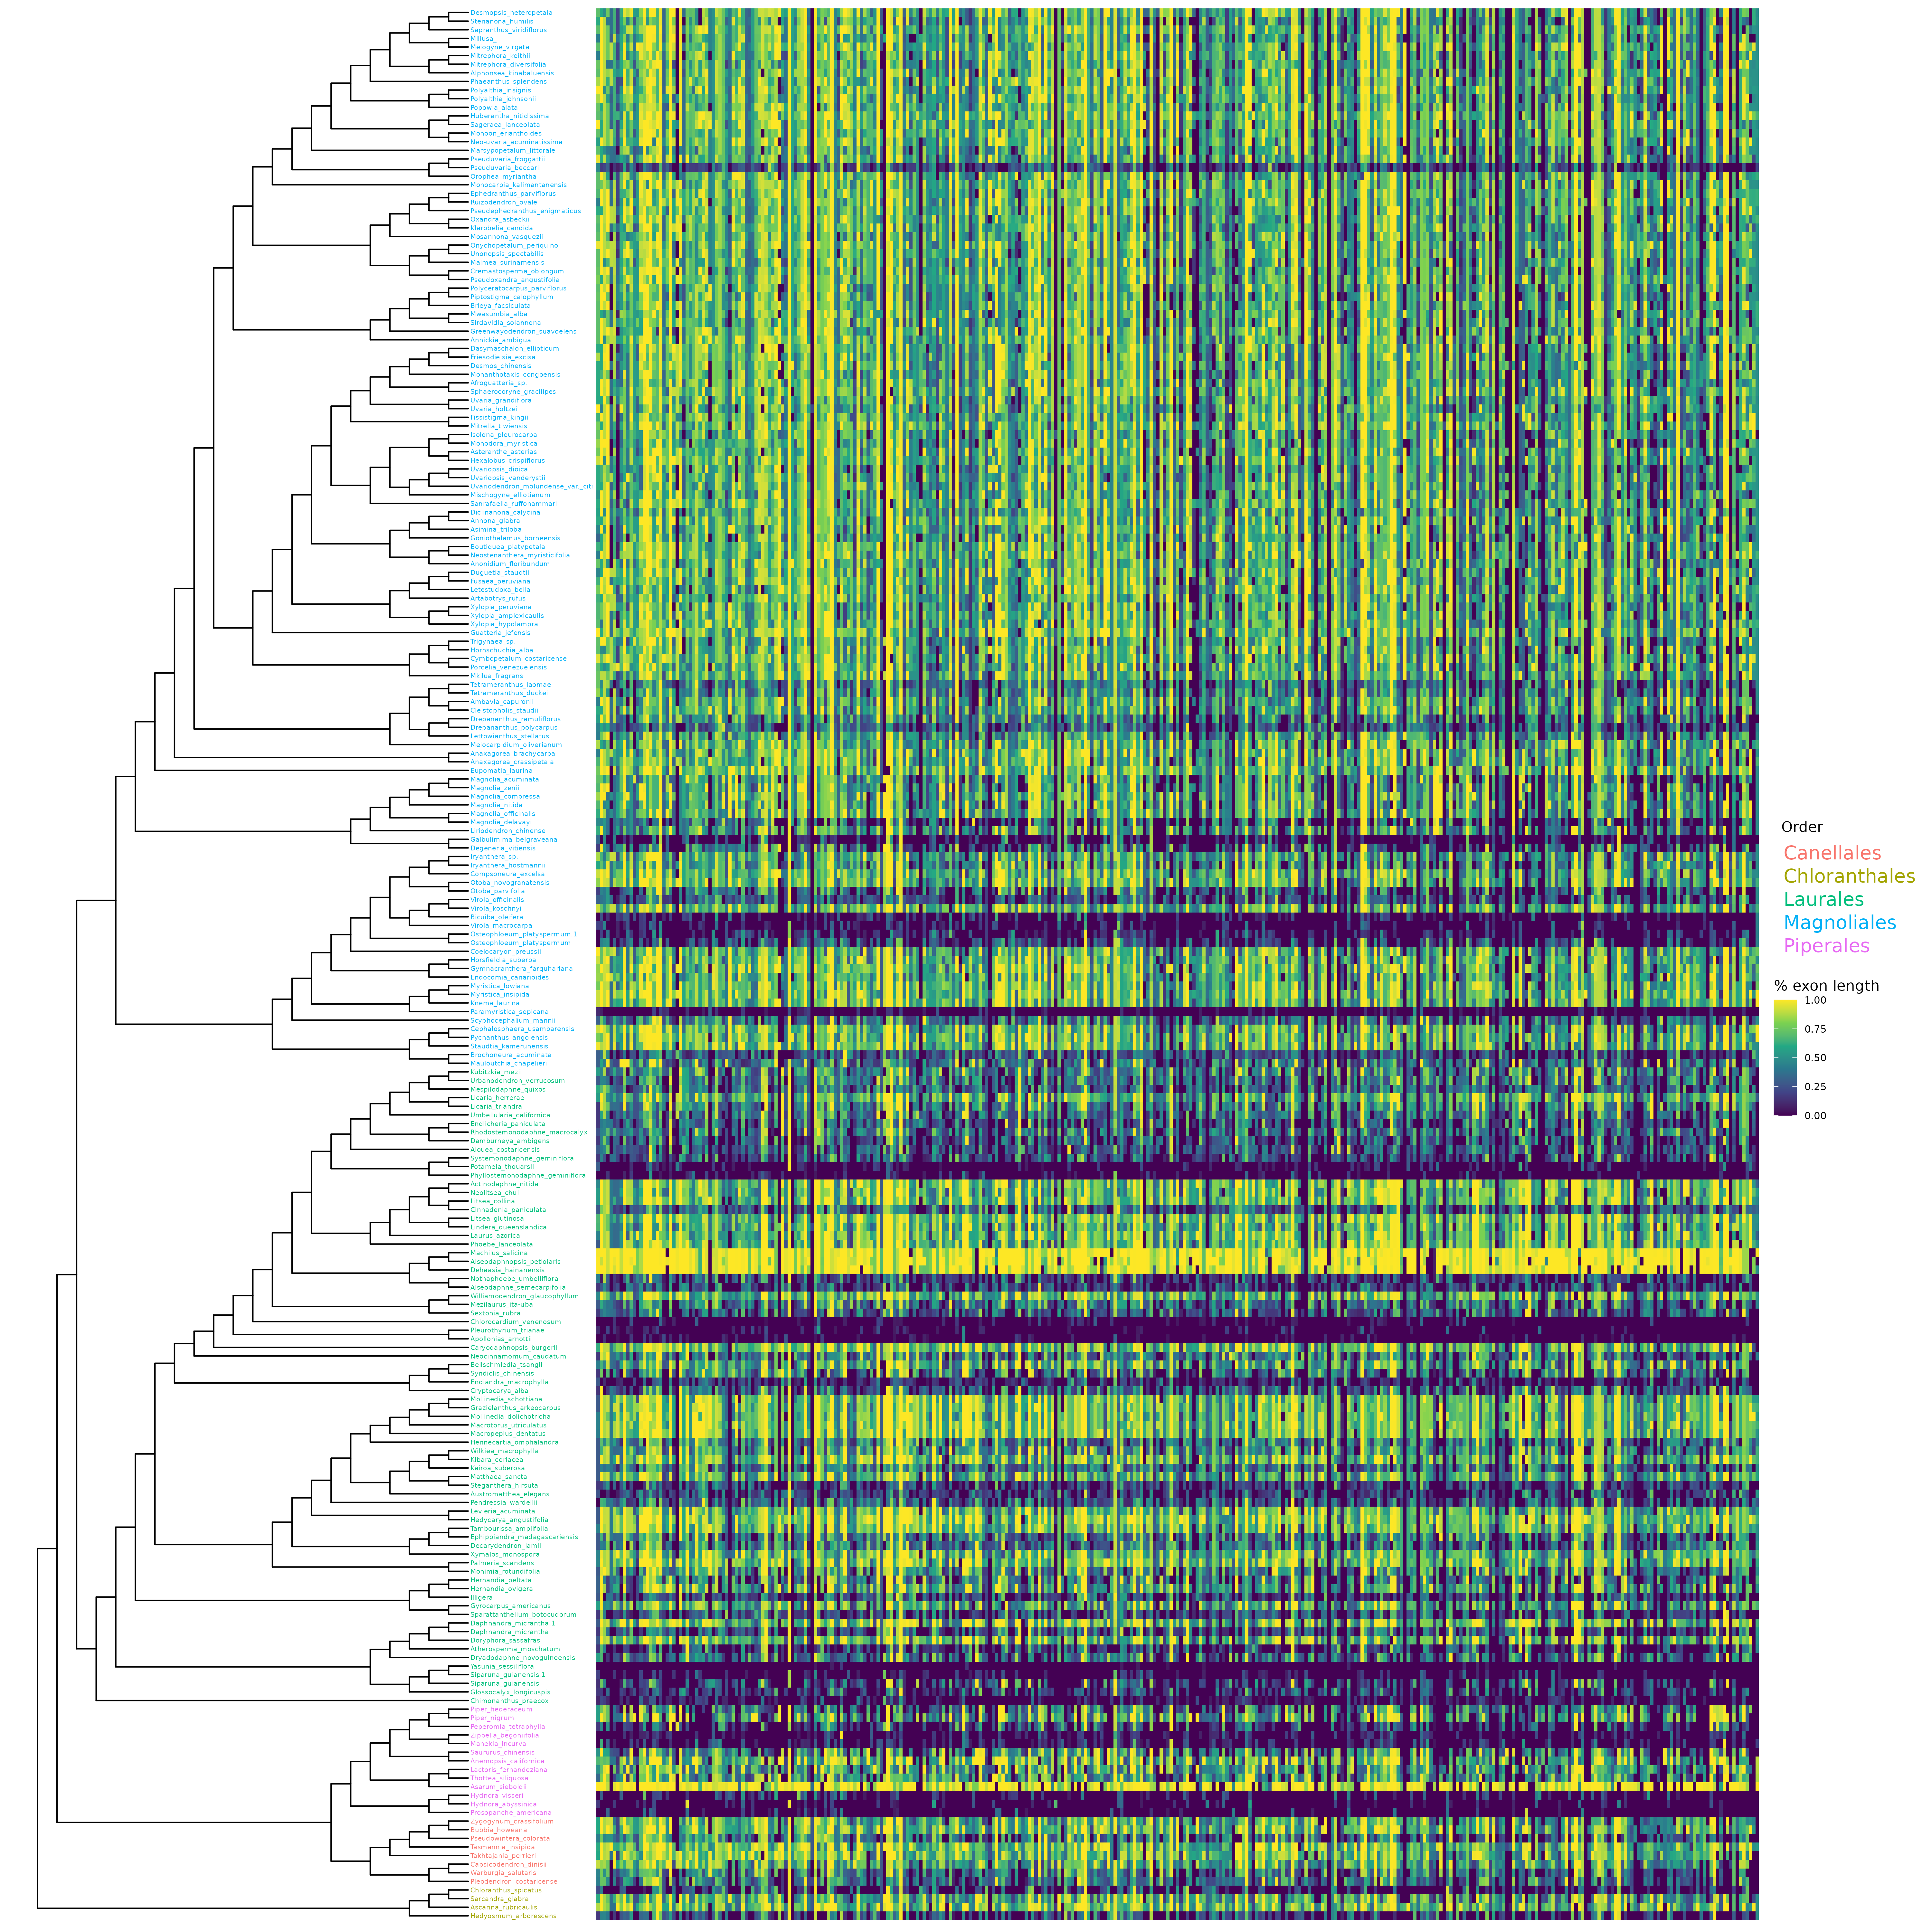 Desmopsis_heteropetala
Stenanona_humilis
Sapranthus_viridiflorus
Miliusa_
Meiogyne_virgata
Mitrephora_keithii
Mitrephora_diversifolia
Alphonsea_kinabaluensis
Phaeanthus_splendens
Polyalthia_insignis
Polyalthia_johnsonii
Popowia_alata
Huberantha_nitidissima
Sageraea_lanceolata
Monoon_erianthoides
Neo-uvaria_acuminatissima
Marsypopetalum_littorale
Pseuduvaria_froggattii
Pseuduvaria_beccarii
Orophea_myriantha
Monocarpia_kalimantanensis
Ephedranthus_parviflorus
Ruizodendron_ovale
Pseudephedranthus_enigmaticus
Oxandra_asbeckii
Klarobelia_candida
Mosannona_vasquezii
Onychopetalum_periquino
Unonopsis_spectabilis
Malmea_surinamensis
Cremastosperma_oblongum
Pseudoxandra_angustifolia
Polyceratocarpus_parviflorus
Piptostigma_calophyllum
Brieya_facsiculata
Mwasumbia_alba
Sirdavidia_solannona
Greenwayodendron_suavoelens
Annickia_ambigua
Dasymaschalon_ellipticum
Friesodielsia_excisa
Desmos_chinensis
Monanthotaxis_congoensis
Afroguatteria_sp.
Sphaerocoryne_gracilipes
Uvaria_grandiflora
Uvaria_holtzei
Fissistigma_kingii
Mitrella_tiwiensis
Isolona_pleurocarpa
Monodora_myristica
Asteranthe_asterias
Hexalobus_crispiflorus
Uvariopsis_dioica
Uvariopsis_vanderystii
Uvariodendron_molundense_var._citi
Mischogyne_elliotianum
Sanrafaelia_ruffonammari
Diclinanona_calycina
Annona_glabra
Asimina_triloba
Goniothalamus_borneensis
Boutiquea_platypetala
Neostenanthera_myristicifolia
Anonidium_floribundum
Duguetia_staudtii
Fusaea_peruviana
Letestudoxa_bella
Artabotrys_rufus
Xylopia_peruviana
Xylopia_amplexicaulis
Xylopia_hypolampra
Guatteria_jefensis
Trigynaea_sp.
Hornschuchia_alba
Cymbopetalum_costaricense
Porcelia_venezuelensis
Mkilua_fragrans
Tetrameranthus_laomae
Tetrameranthus_duckei
Ambavia_capuronii
Cleistopholis_staudii
Drepananthus_ramuliflorus
Drepananthus_polycarpus
Lettowianthus_stellatus
Meiocarpidium_oliverianum
Anaxagorea_brachycarpa
Anaxagorea_crassipetala
Eupomatia_laurina
Magnolia_acuminata
Magnolia_zenii
Magnolia_compressa
Magnolia_nitida
Magnolia_officinalis
Magnolia_delavayi
Liriodendron_chinense
Galbulimima_belgraveana
Degeneria_vitiensis
Iryanthera_sp.
Iryanthera_hostmannii
Compsoneura_excelsa
Otoba_novogranatensis
Otoba_parvifolia
Virola_officinalis
Virola_koschnyi
Bicuiba_oleifera
Virola_macrocarpa
Osteophloeum_platyspermum.1
Osteophloeum_platyspermum
Coelocaryon_preussii
Horsfieldia_suberba
Gymnacranthera_farquhariana
Endocomia_canarioides
Myristica_lowiana
Myristica_insipida
Knema_laurina
Paramyristica_sepicana
Scyphocephalium_mannii
Cephalosphaera_usambarensis
Pycnanthus_angolensis
Staudtia_kamerunensis
Brochoneura_acuminata
Mauloutchia_chapelieri
Kubitzkia_mezii
Urbanodendron_verrucosum
Mespilodaphne_quixos
Licaria_herrerae
Licaria_triandra
Umbellularia_californica
Endlicheria_paniculata
Rhodostemonodaphne_macrocalyx
Damburneya_ambigens
Aiouea_costaricensis
Systemonodaphne_geminiflora
Potameia_thouarsii
Phyllostemonodaphne_geminiflora
Actinodaphne_nitida
Neolitsea_chui
Litsea_collina
Cinnadenia_paniculata
Litsea_glutinosa
Lindera_queenslandica
Laurus_azorica
Phoebe_lanceolata
Machilus_salicina
Alseodaphnopsis_petiolaris
Dehaasia_hainanensis
Nothaphoebe_umbelliflora
Alseodaphne_semecarpifolia
Williamodendron_glaucophyllum
Mezilaurus_ita-uba
Sextonia_rubra
Chlorocardium_venenosum
Pleurothyrium_trianae
Apollonias_arnottii
Caryodaphnopsis_burgerii
Neocinnamomum_caudatum
Beilschmiedia_tsangii
Syndiclis_chinensis
Endiandra_macrophylla
Cryptocarya_alba
Mollinedia_schottiana
Grazielanthus_arkeocarpus
Mollinedia_dolichotricha
Macrotorus_utriculatus
Macropeplus_dentatus
Hennecartia_omphalandra
Wilkiea_macrophylla
Kibara_coriacea
Kairoa_suberosa
Matthaea_sancta
Steganthera_hirsuta
Austromatthea_elegans
Pendressia_wardellii
Levieria_acuminata
Hedycarya_angustifolia
Tambourissa_amplifolia
Ephippiandra_madagascariensis
Decarydendron_lamii
Xymalos_monospora
Palmeria_scandens
Monimia_rotundifolia
Hernandia_peltata
Hernandia_ovigera
Illigera_
Gyrocarpus_americanus
Sparattanthelium_botocudorum
Daphnandra_micrantha.1
Daphnandra_micrantha
Doryphora_sassafras
Atherosperma_moschatum
Dryadodaphne_novoguineensis
Yasunia_sessiliflora
Siparuna_guianensis.1
Siparuna_guianensis
Glossocalyx_longicuspis
Chimonanthus_praecox
Piper_hederaceum
Piper_nigrum
Peperomia_tetraphylla
Zippelia_begoniifolia
Manekia_incurva
Saururus_chinensis
Anemopsis_californica
Lactoris_fernandeziana
Thottea_siliquosa
Asarum_sieboldii
Hydnora_visseri
Hydnora_abyssinica
Prosopanche_americana
Zygogynum_crassifolium
Bubbia_howeana
Pseudowintera_colorata
Tasmannia_insipida
Takhtajania_perrieri
Capsicodendron_dinisii
Warburgia_salutaris
Pleodendron_costaricense
Chloranthus_spicatus
Sarcandra_glabra
Ascarina_rubricaulis
Hedyosmum_arborescens
Order
Canellales
Chloranthales
Laurales
Magnoliales
Piperales
% exon length
1.00
0.75
0.50
0.25
0.00